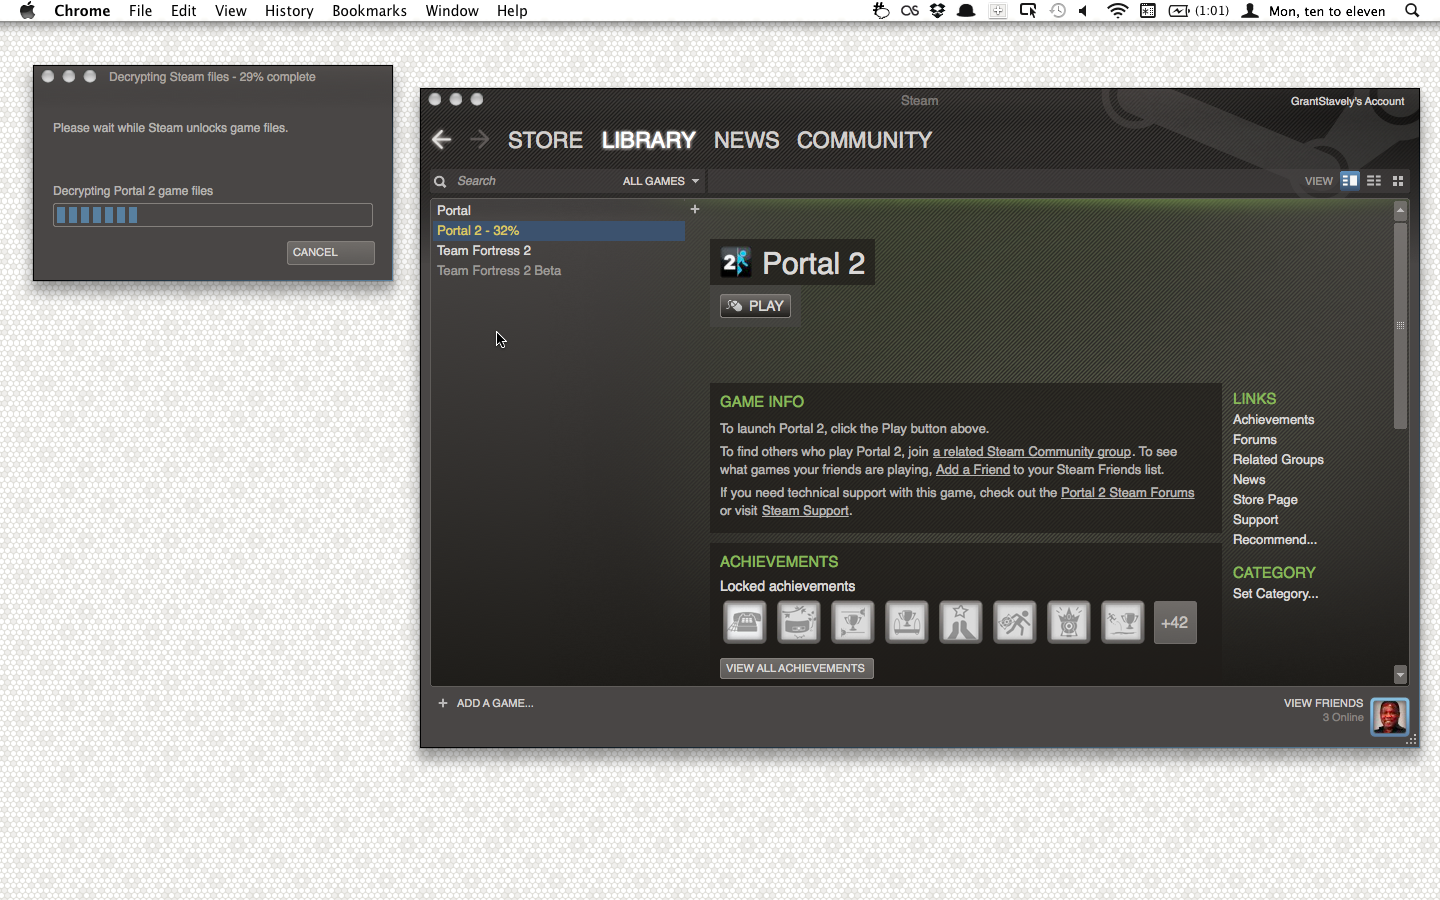 Chrome File Edit View History Bookmarks Window Help
(1:01) Mon, ten to eleven
Decrypting Steam files - 29% complete
Please wait while Steam unlocks game files.
Decrypting Portal 2 game files
CANCEL
Steam
GrantStavely's Account
STORE LIBRARY NEWS COMMUNITY
Search ALL GAMES
VIEW
Portal
Portal 2 - 32%
Team Fortress 2
Team Fortress 2 Beta
+
2 Portal 2
PLAY
GAME INFO
To launch Portal 2, click the Play button above.
To find others who play Portal 2, join a related Steam Community group. To see
what games your friends are playing, Add a Friend to your Steam Friends list.
If you need technical support with this game, check out the Portal 2 Steam Forums
or visit Steam Support.
ACHIEVEMENTS
Locked achievements
+42
VIEW ALL ACHIEVEMENTS
LINKS
Achievements
Forums
Related Groups
News
Store Page
Support
Recommend...
CATEGORY
Set Category...
+ ADD A GAME...
VIEW FRIENDS
3 Online